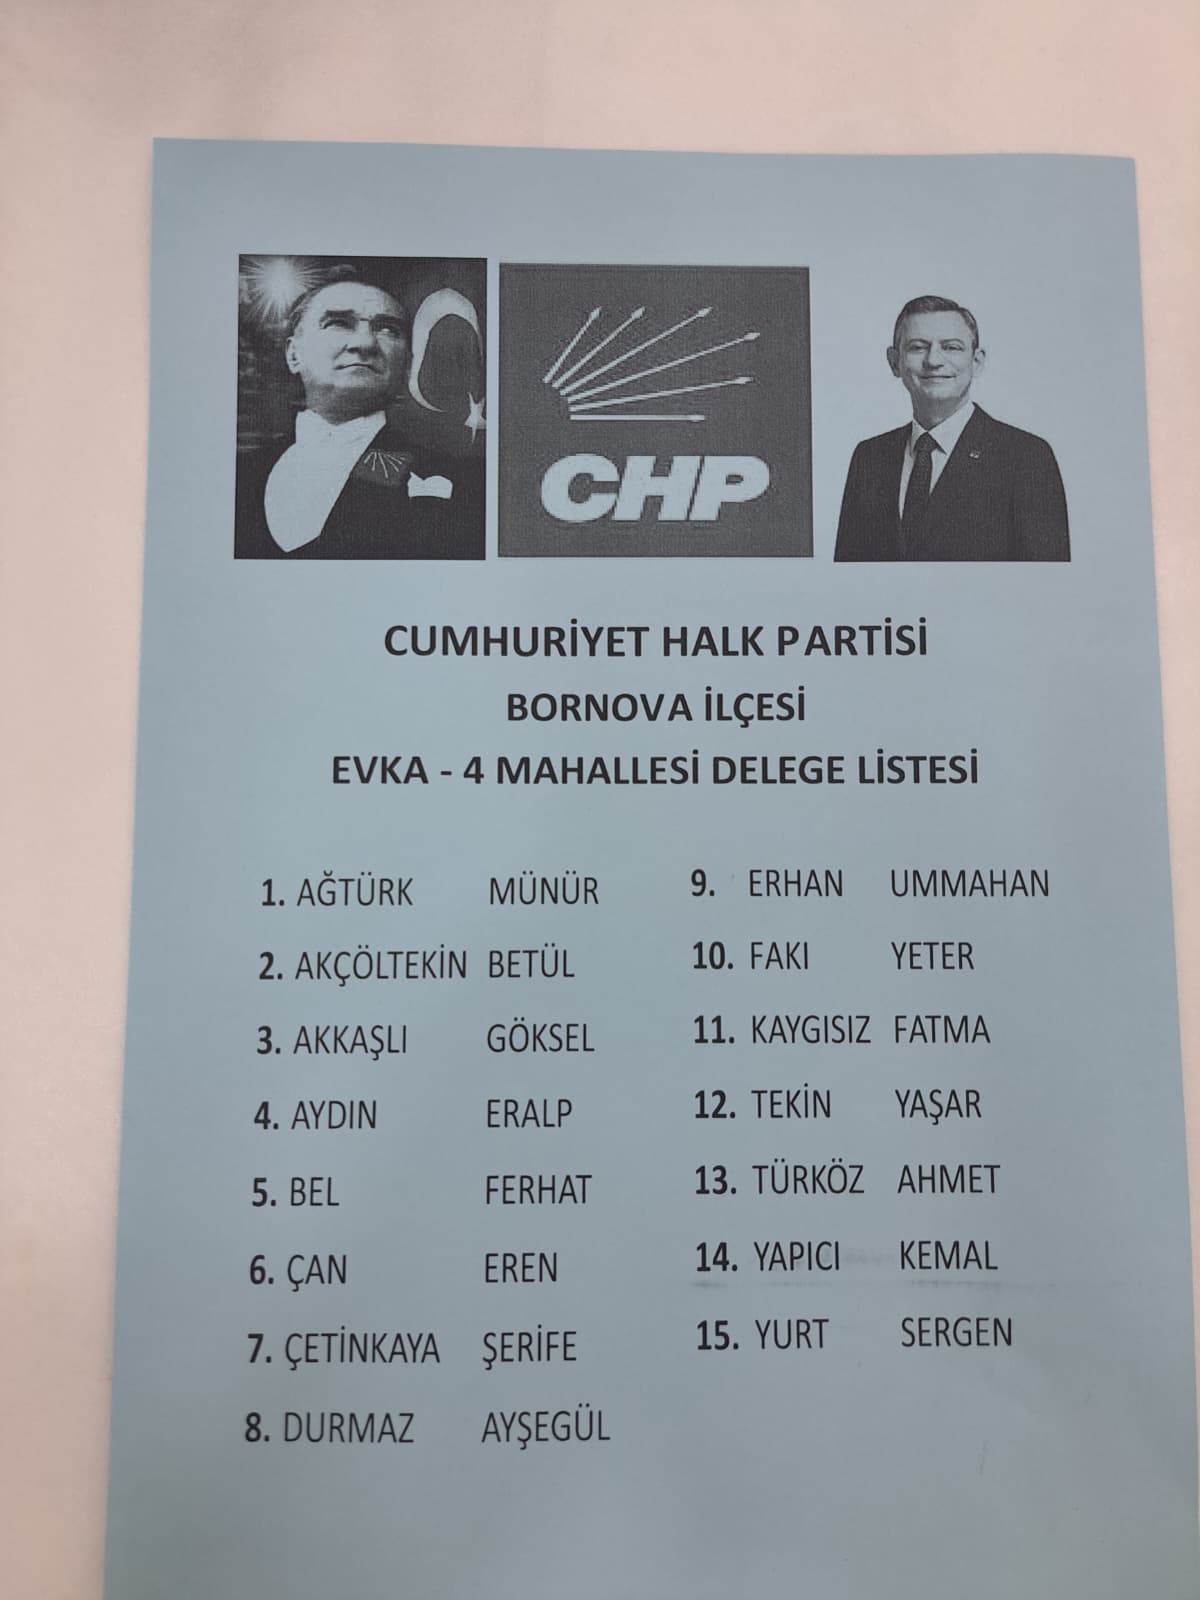 CHP
CUMHURİYET HALK PARTİSİ
BORNOVA İLÇESİ
EVKA - 4 MAHALLESİ DELEGE LİSTESİ
1. AĞTÜRK MÜNÜR
2. AKÇÖLTEKİN BETÜL
3. AKKAŞLI GÖKSEL
4. AYDIN ERALP
5. BEL FERHAT
6. ÇAN EREN
7. ÇETİNKAYA ŞERİFE
8. DURMAZ AYŞEGÜL
9. ERHAN UMMAHAN
10. FAKI YETER
11. KAYGISIZ FATMA
12. TEKİN YAŞAR
13. TÜRKÖZ AHMET
14. YAPICI KEMAL
15. YURT SERGEN